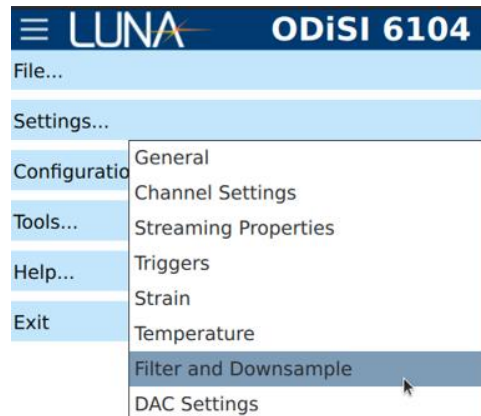 ≡ LUNA ODiSI 6104
File...
Settings...
General
Configuratio
Channel Settings
Tools...
Streaming Properties
Triggers
Help...
Strain
Exit
Temperature
Filter and Downsample
DAC Settings